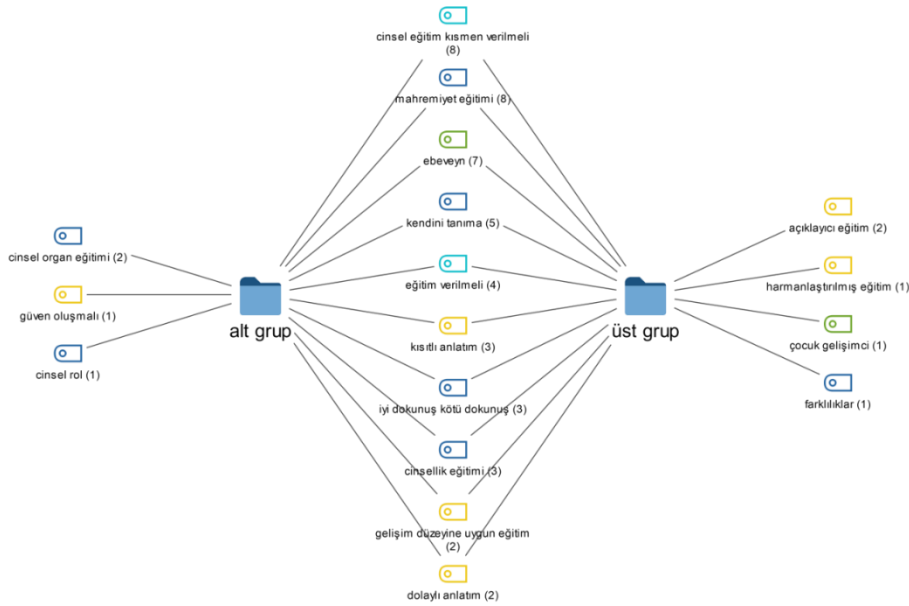 cinsel eğitim kısmen verilmeli
(8)
mahremiyet eğitimi (8)
ebeveyn (7)
kendini tanıma (5)
eğitim verilmeli (4)
kısıtlı anlatım (3)
iyi dokunuş kötü dokunuş (3)
cinsellik eğitimi (3)
gelişim düzeyine uygun eğitim
(2)
dolaylı anlatım (2)
cinsel organ eğitimi (2)
güven oluşmalı (1)
cinsel rol (1)
alt grup
üst grup
açıklayıcı eğitim (2)
harmanlaştırılmış eğitim (1)
çocuk gelişimci (1)
farklılıklar (1)